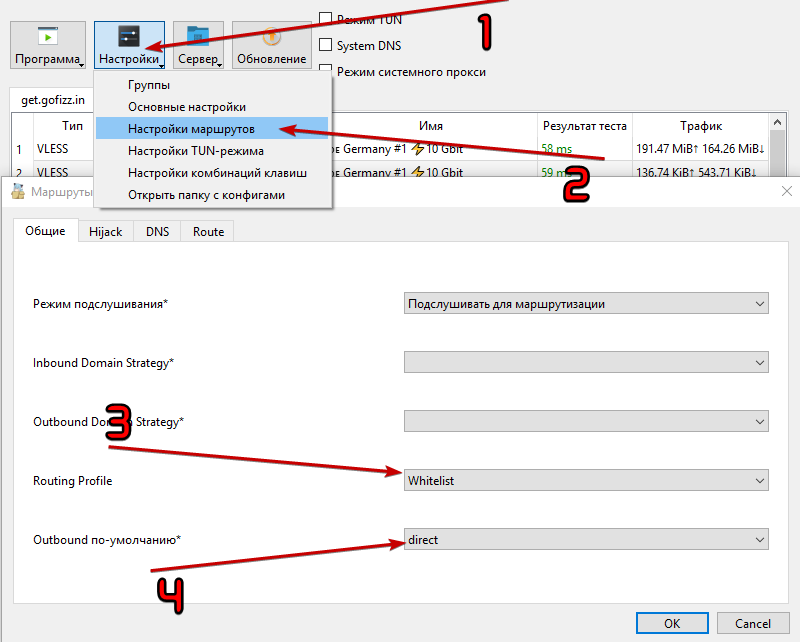 Режим TUN
1
Программа Настройки Сервер Обновление
System DNS
Режим системного прокси
Группы
get.gofizz.in
Основные настройки
Тип Имя Результат теста Трафик
Настройки маршрутов
1 VLESS Germany #1 ⚡10 Gbit 58 ms 191.47 MiB↑ 164.26 MiB↓
Настройки TUN-режима
2 VLESS Germany #1 ⚡10 Gbit 59 ms 136.74 KiB↑ 543.71 KiB↓
Настройки комбинаций клавиш
2
Маршруты
Открыть папку с конфигами
Общие Hijack DNS Route
Режим подслушивания* Подслушивать для маршрутизации
Inbound Domain Strategy*
Outbound Domain Strategy*
3
Routing Profile Whitelist
Outbound по-умолчанию* direct
4
OK Cancel